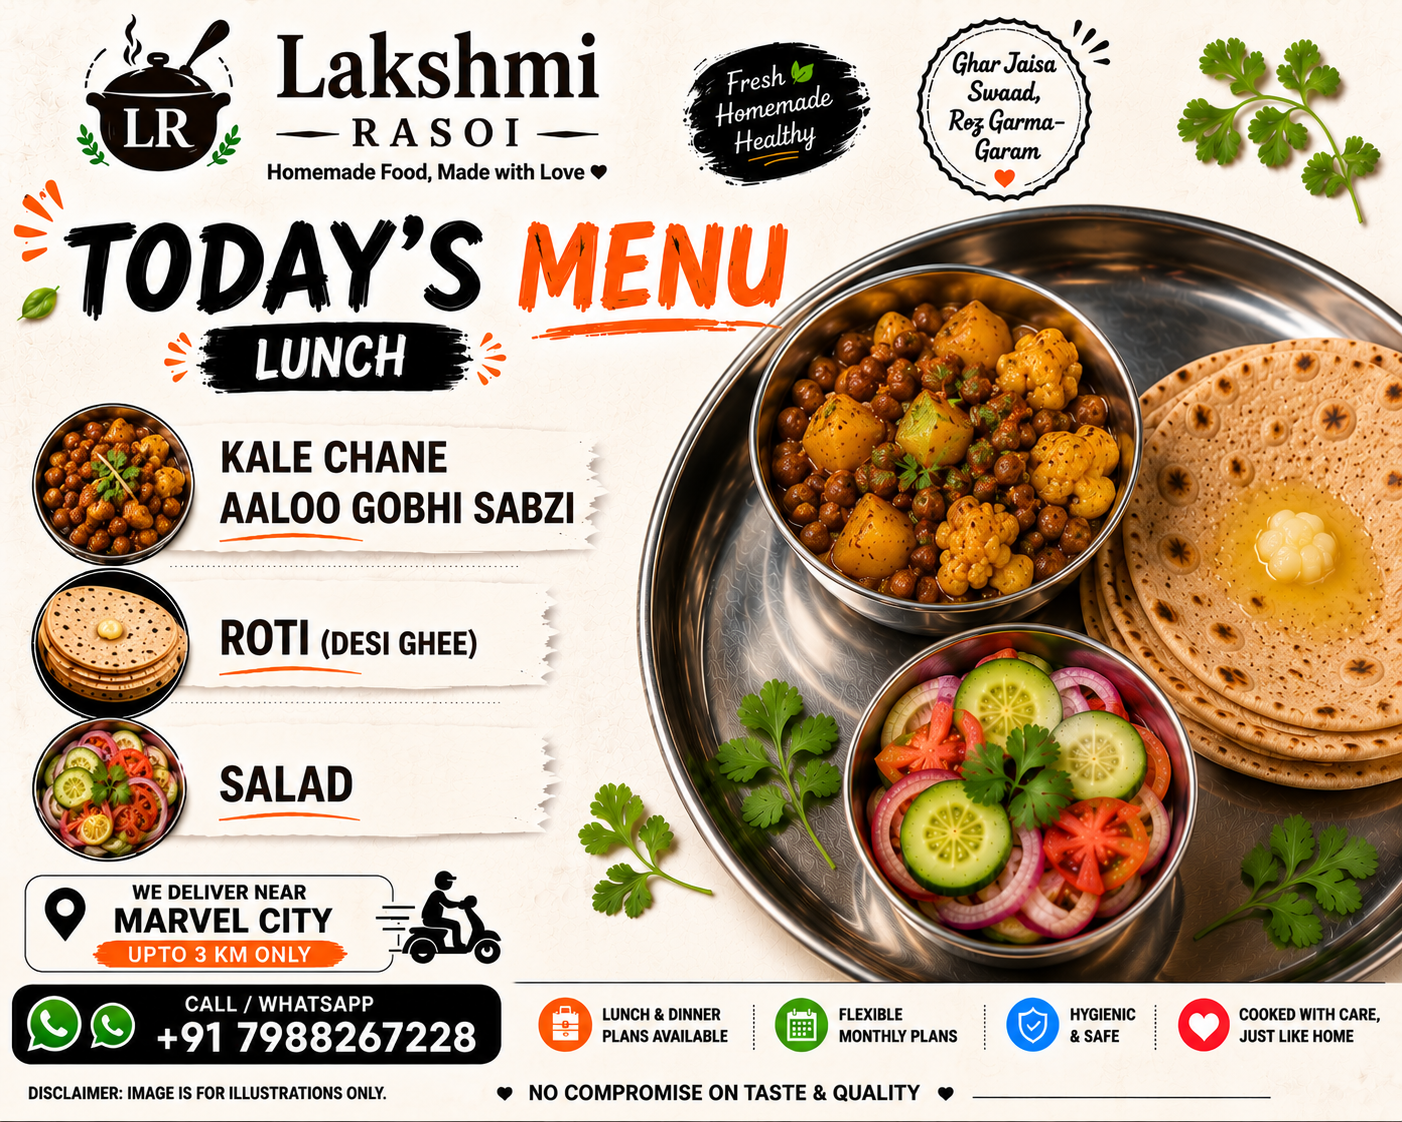 LR
Lakshmi
RASOI
Homemade Food, Made with Love
Fresh
Homemade
Healthy
Ghar Jaisa
Swaad,
Roz Garma-
Garam
TODAY'S MENU
LUNCH
KALE CHANE
AALOO GOBHI SABZI
ROTI (DESI GHEE)
SALAD
WE DELIVER NEAR
MARVEL CITY
UPTO 3 KM ONLY
CALL / WHATSAPP
+91 7988267228
LUNCH & DINNER
PLANS AVAILABLE
FLEXIBLE
MONTHLY PLANS
HYGIENIC
& SAFE
COOKED WITH CARE,
JUST LIKE HOME
DISCLAIMER: IMAGE IS FOR ILLUSTRATIONS ONLY.
NO COMPROMISE ON TASTE & QUALITY